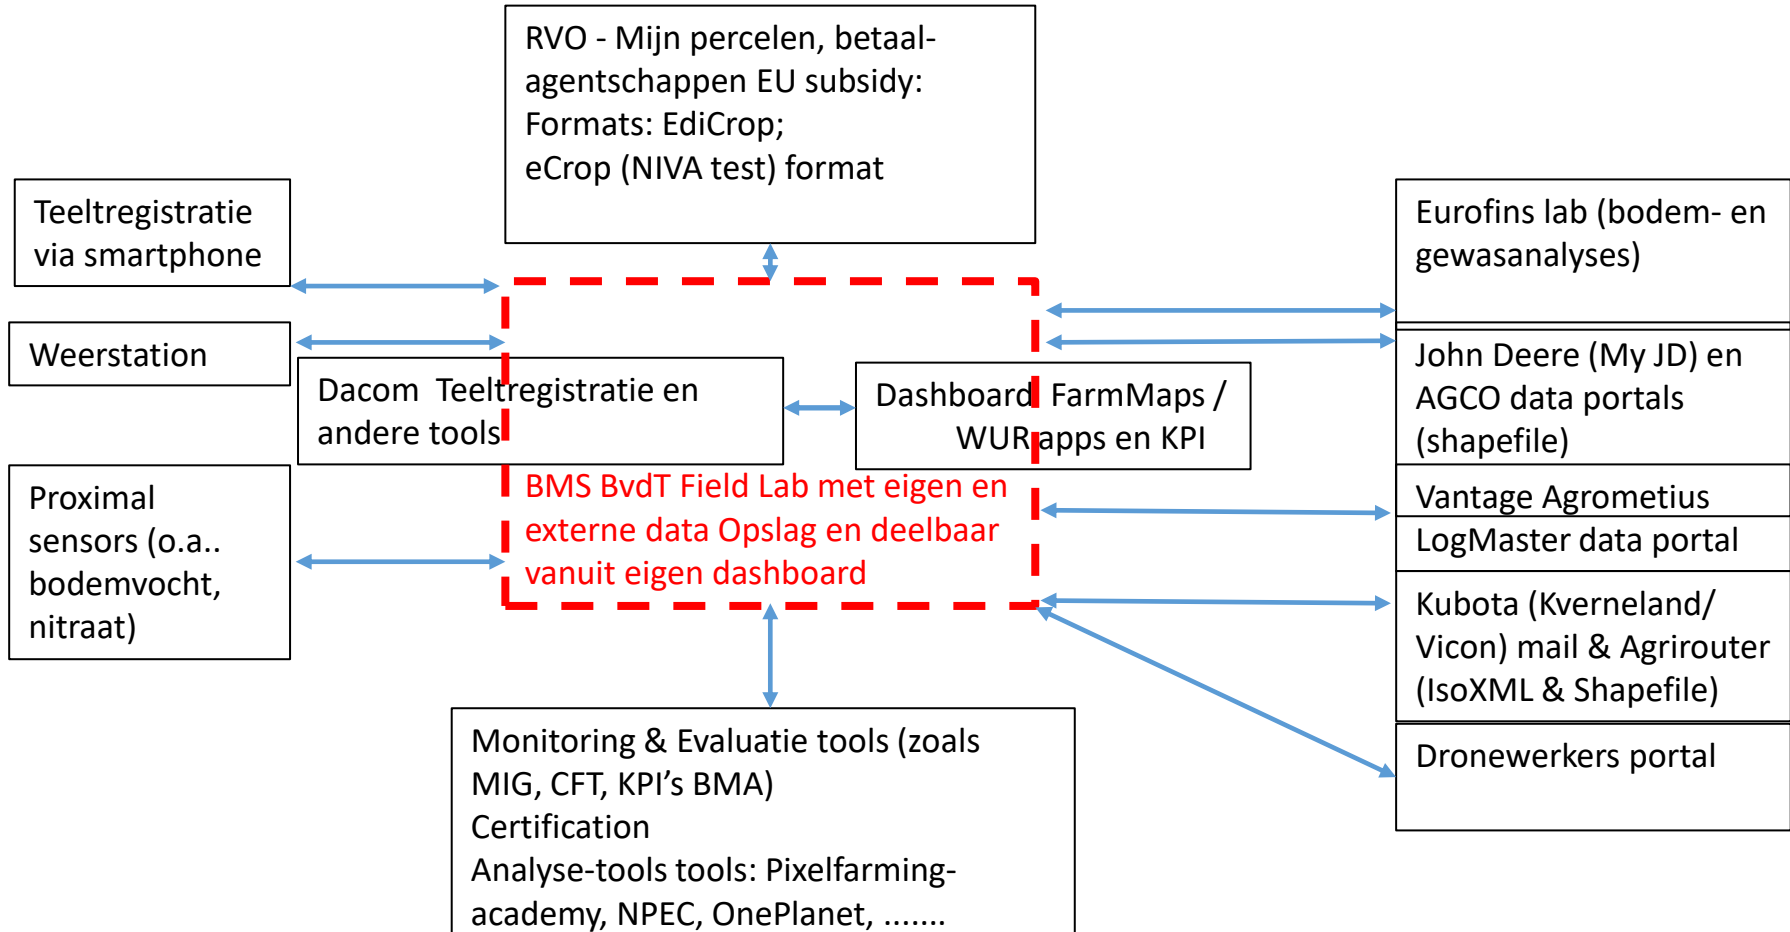 RVO - Mijn percelen, betaal-
agentschappen EU subsidy:
Formats: EdiCrop;
eCrop (NIVA test) format
Teeltregistratie
via smartphone
Weerstation
Proximal
sensors (o.a..
bodemvocht,
nitraat)
Dacom  Teeltregistratie en
andere tools
Dashboard  FarmMaps /
WUR apps en KPI
BMS BvdT Field Lab met eigen en
externe data Opslag en deelbaar
vanuit eigen dashboard
Eurofins lab (bodem- en
gewasanalyses)
John Deere (My JD) en
AGCO data portals
(shapefile)
Vantage Agrometius
LogMaster data portal
Kubota (Kverneland/
Vicon) mail & Agrirouter
(IsoXML & Shapefile)
Dronewerkers portal
Monitoring & Evaluatie tools (zoals
MIG, CFT, KPI’s BMA)
Certification
Analyse-tools tools: Pixelfarming-
academy, NPEC, OnePlanet, .......